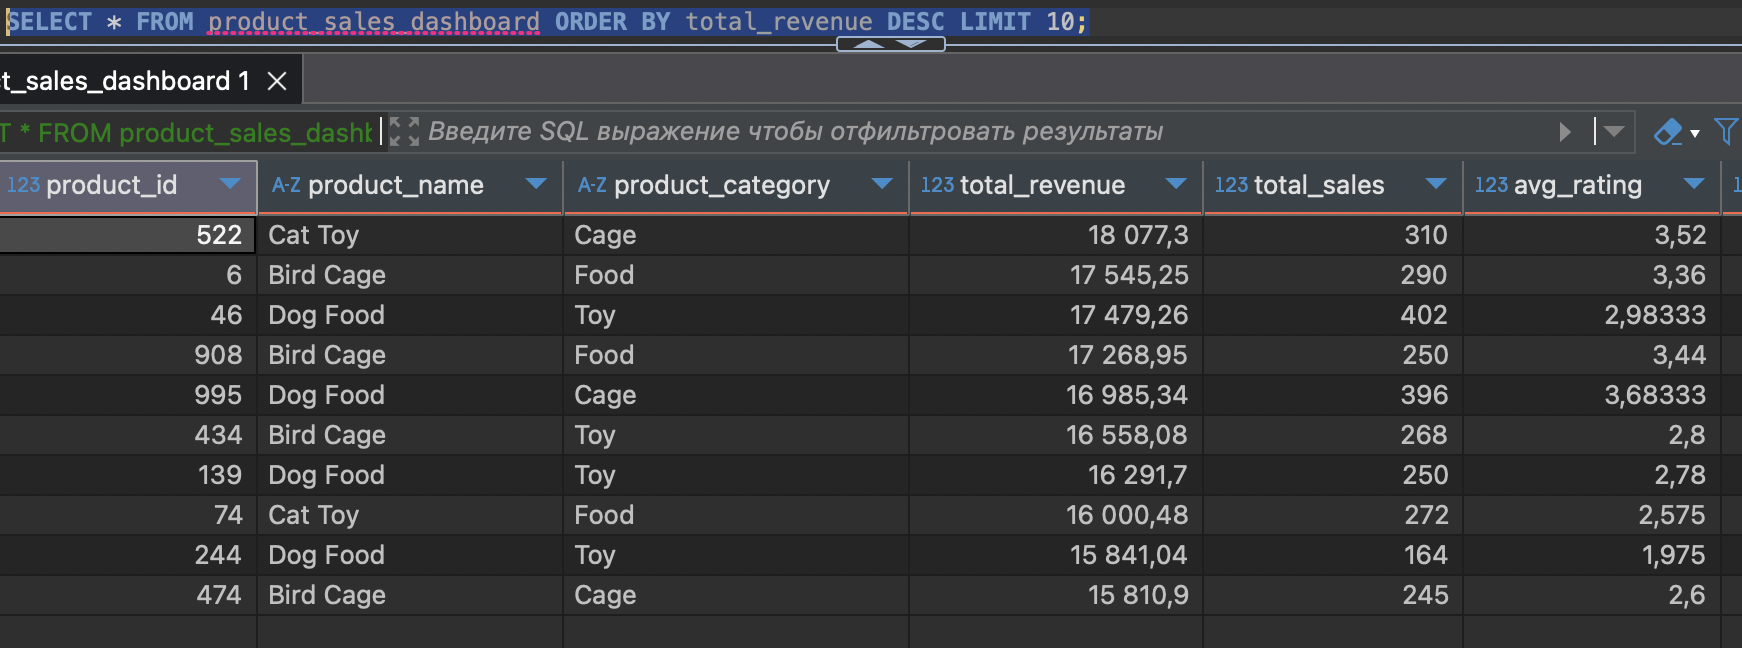 SELECT * FROM product_sales_dashboard ORDER BY total_revenue DESC LIMIT 10;
t_sales_dashboard 1
T * FROM product_sales_dashb Введите SQL выражение чтобы отфильтровать результаты
123 product_id A-Z product_name A-Z product_category 123 total_revenue 123 total_sales 123 avg_rating
522 Cat Toy Cage 18 077,3 310 3,52
6 Bird Cage Food 17 545,25 290 3,36
46 Dog Food Toy 17 479,26 402 2,98333
908 Bird Cage Food 17 268,95 250 3,44
995 Dog Food Cage 16 985,34 396 3,68333
434 Bird Cage Toy 16 558,08 268 2,8
139 Dog Food Toy 16 291,7 250 2,78
74 Cat Toy Food 16 000,48 272 2,575
244 Dog Food Toy 15 841,04 164 1,975
474 Bird Cage Cage 15 810,9 245 2,6